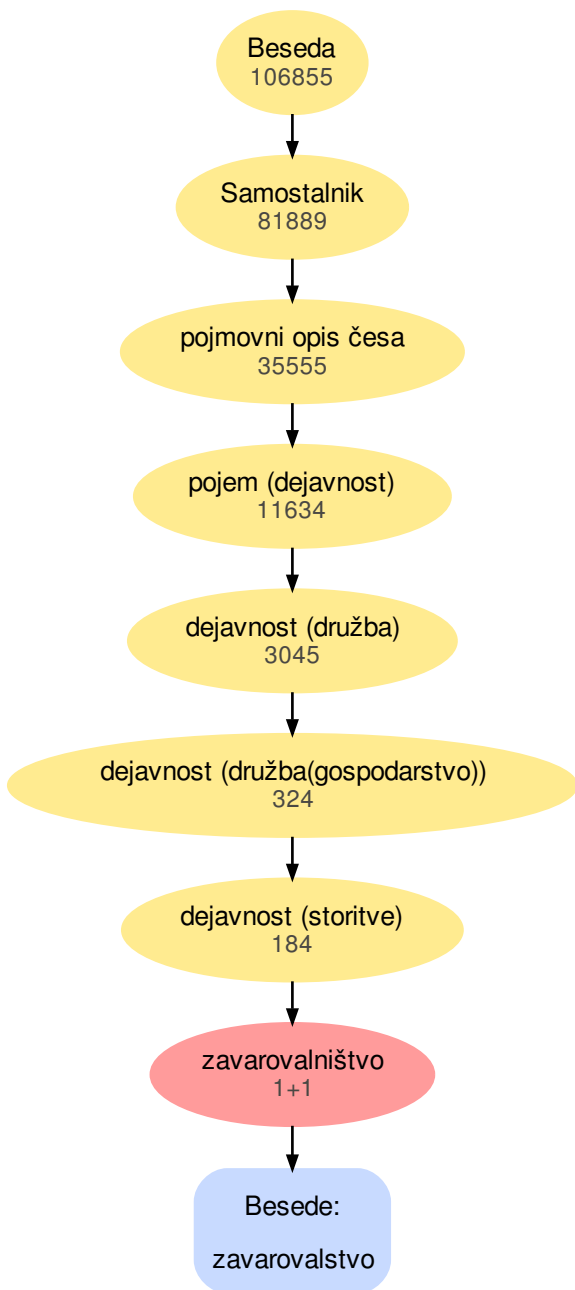 Beseda
106855
Samostalnik
81889
pojmovni opis česa
35555
pojem (dejavnost)
11634
dejavnost (družba)
3045
dejavnost (družba(gospodarstvo))
324
dejavnost (storitve)
184
zavarovalništvo
1+1
Besede:
zavarovalstvo